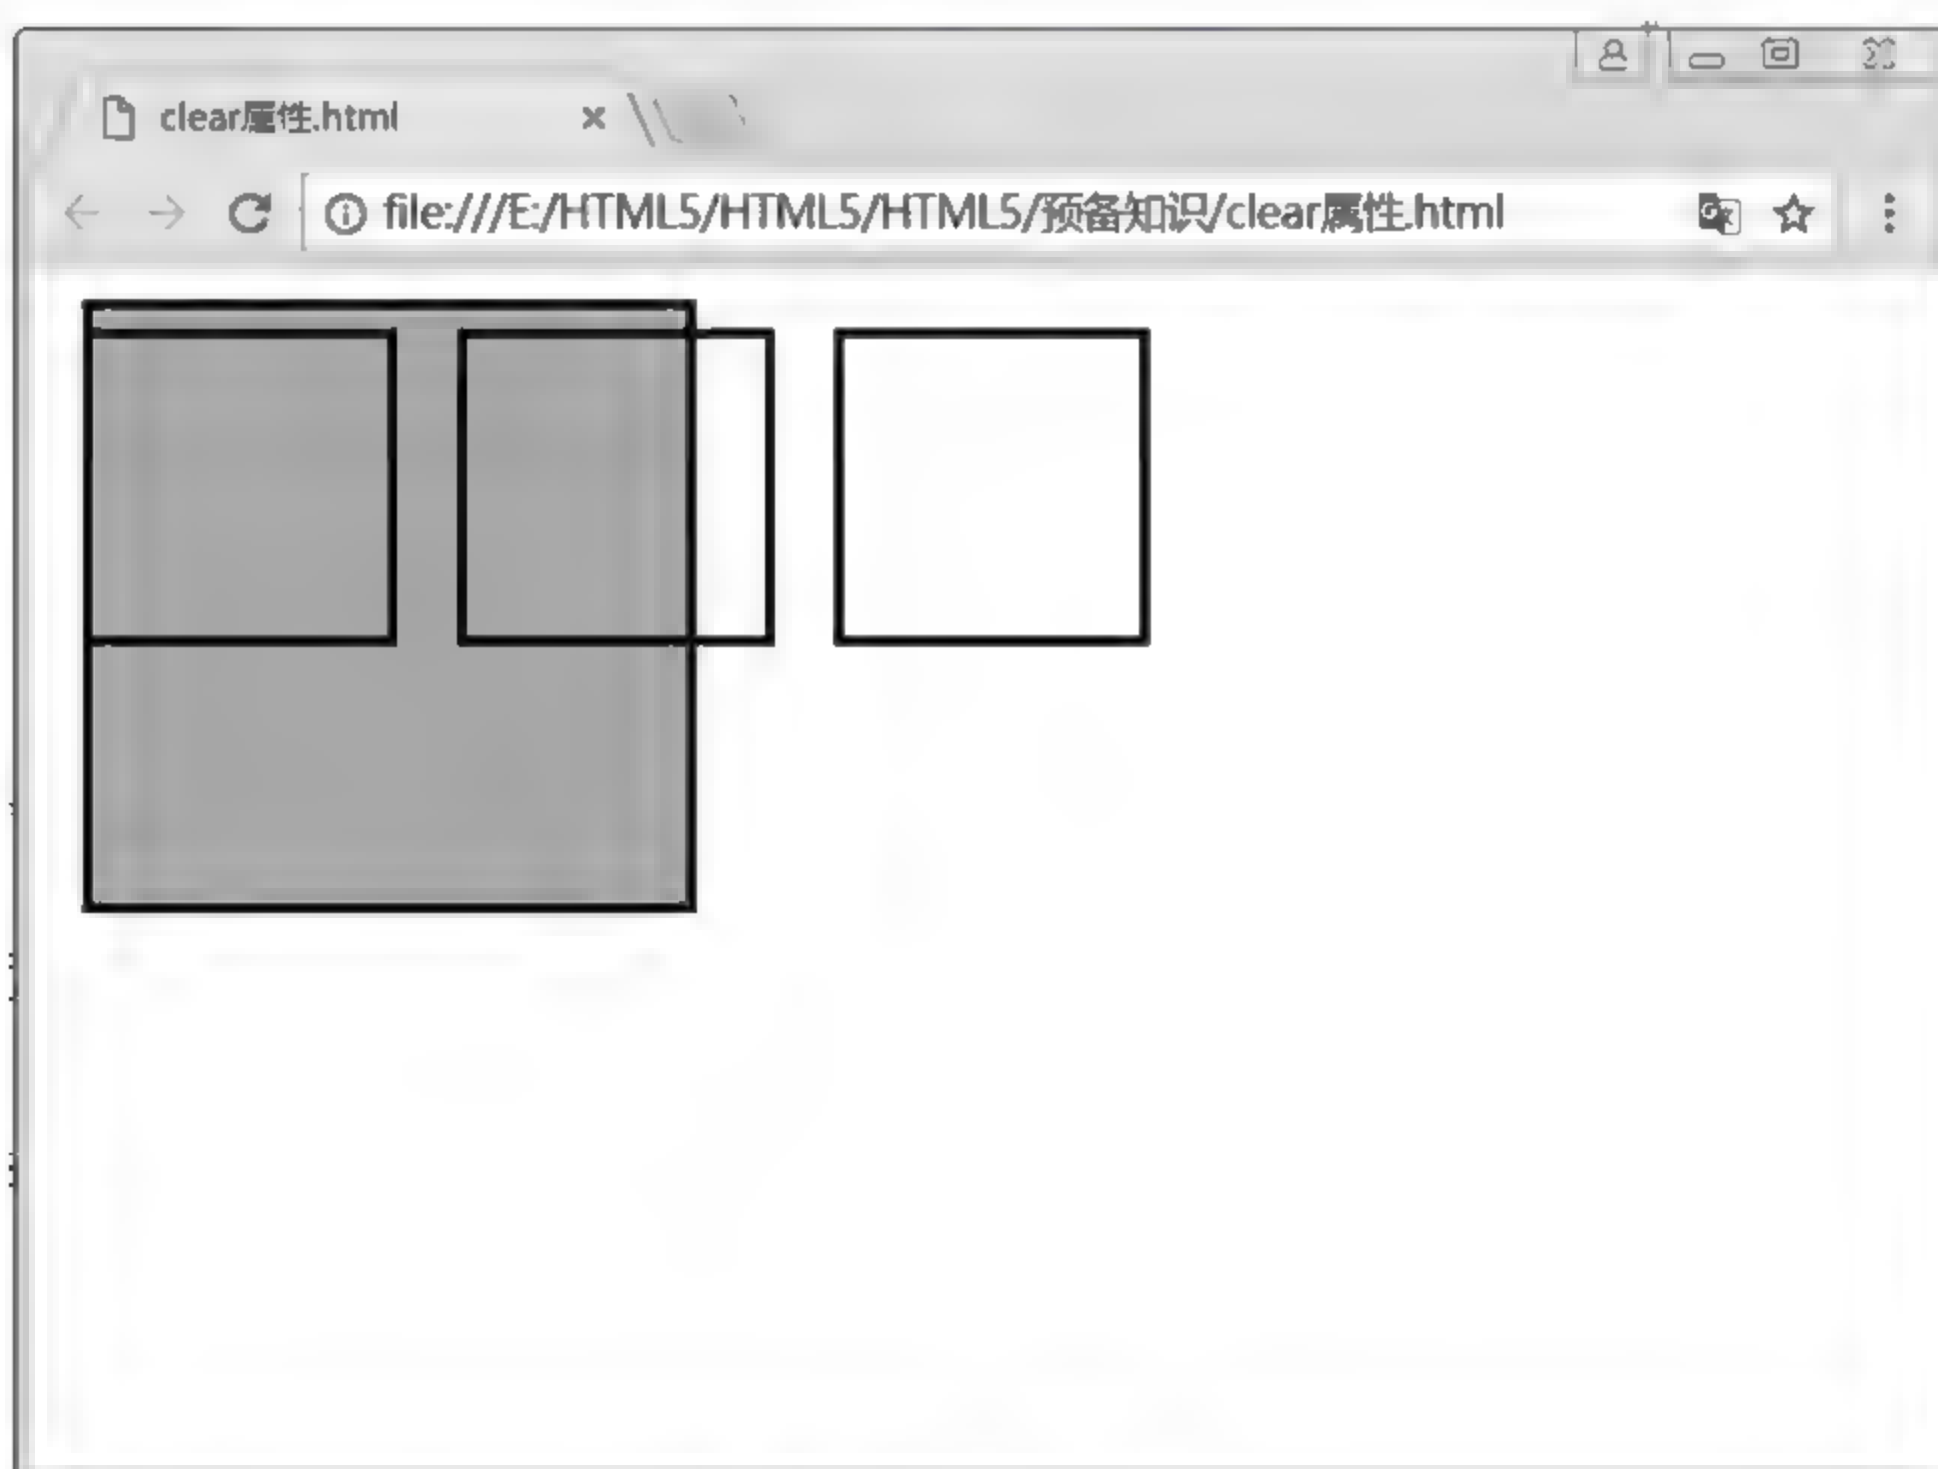 clear属性.html
file:///E:/HTML5/HTML5/HTML5/预备知识/clear属性.html